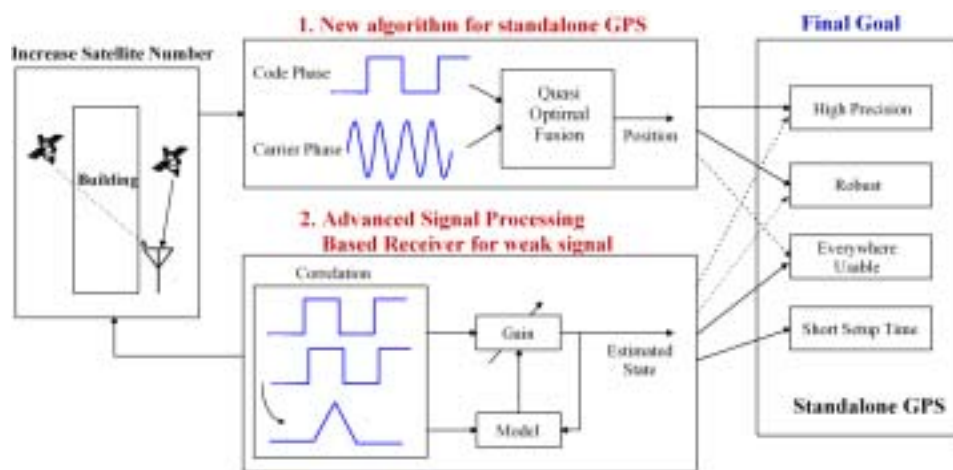 1. New algorithm for standalone GPS
Final Goal
Increase Satellite Number
Code Phase
Quasi
Optimal
Fusion
Position
Carrier Phase
Building
High Precision
Robust
2. Advanced Signal Processing
Based Receiver for weak signal
Everywhere
Usable
Correlation
Gain
Short Setup Time
Estimated
State
Model
Standalone GPS